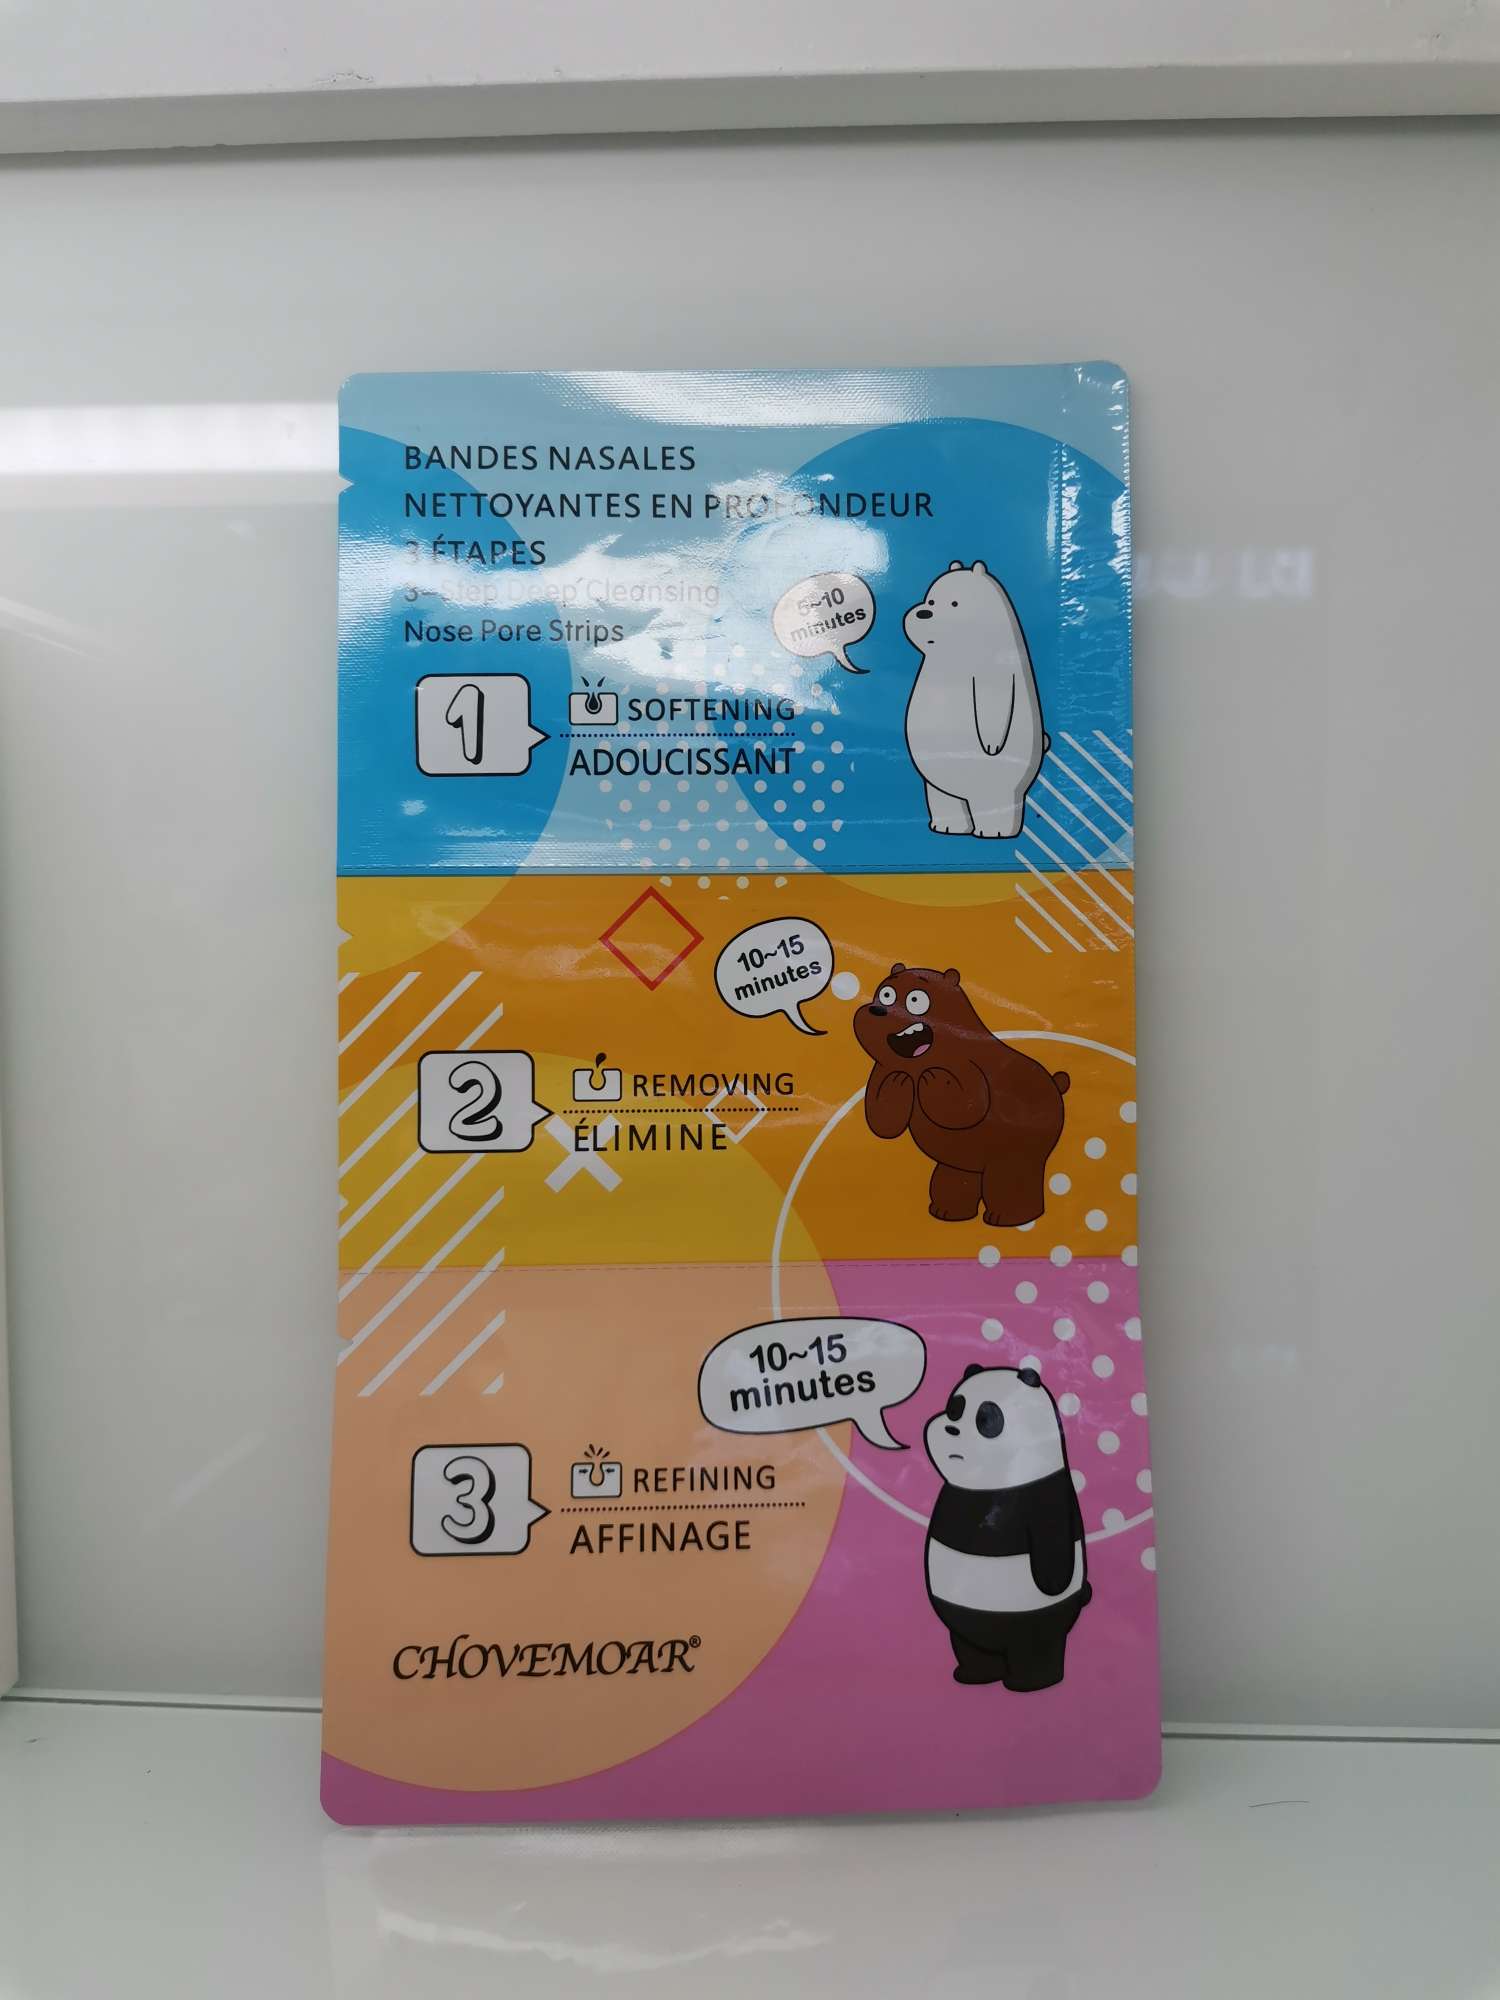 BANDES NASALES
NETTOYANTES EN PROFONDEUR
3 ÉTAPES
3-Step Deep Cleansing
Nose Pore Strips
5~10
minutes
1
SOFTENING
ADOUCISSANT
10~15
minutes
2
REMOVING
ÉLIMINE
10~15
minutes
3
REFINING
AFFINAGE
CHOVEMOAR®